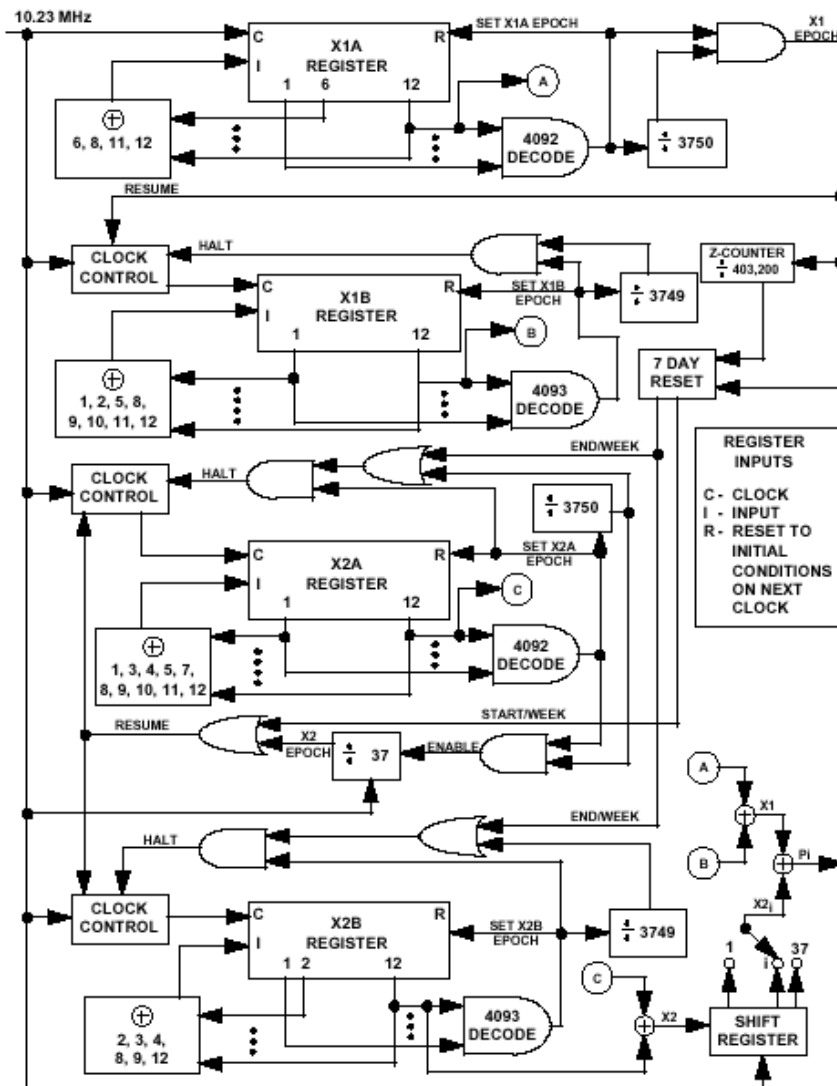 10.23 MHz
C
X1A
REGISTER
R
I
1
6
12
SET X1A EPOCH
X1
EPOCH
A
⊕
6, 8, 11, 12
4092
DECODE
÷ 3750
RESUME
CLOCK
CONTROL
HALT
Z-COUNTER
÷ 403,200
C
X1B
REGISTER
R
I
1
12
SET X1B
EPOCH
÷ 3749
B
⊕
1, 2, 5, 8,
9, 10, 11, 12
4093
DECODE
7 DAY
RESET
END/WEEK
REGISTER
INPUTS
C - CLOCK
I - INPUT
R - RESET TO
INITIAL
CONDITIONS
ON NEXT
CLOCK
CLOCK
CONTROL
HALT
÷ 3750
C
X2A
REGISTER
R
I
1
12
SET X2A
EPOCH
C
⊕
1, 3, 4, 5, 7,
8, 9, 10, 11, 12
4092
DECODE
START/WEEK
RESUME
X2
EPOCH
÷ 37
ENABLE
A
X1
B
Pi
X2i
END/WEEK
HALT
CLOCK
CONTROL
C
X2B
REGISTER
R
I
1 2
12
SET X2B
EPOCH
÷ 3749
1
i
37
C
X2
SHIFT
REGISTER
⊕
2, 3, 4,
8, 9, 12
4093
DECODE